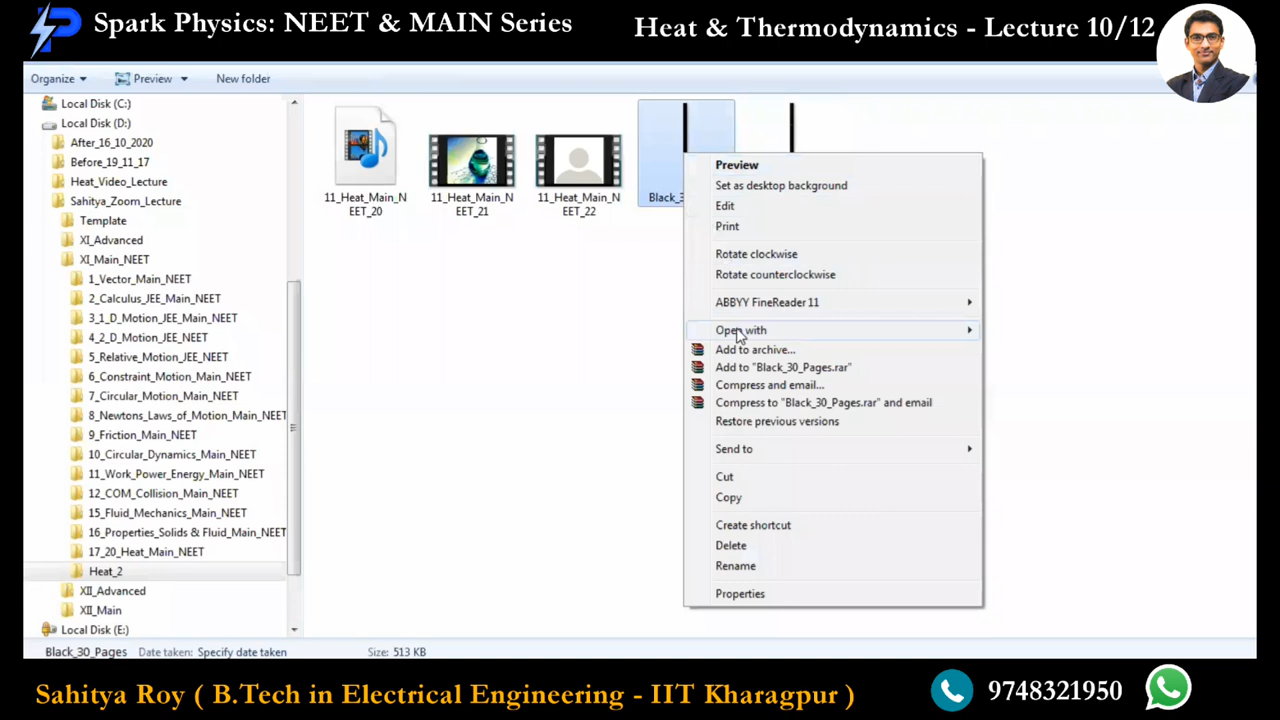 Spark Physics: NEET & MAIN Series
Heat & Thermodynamics - Lecture 10/12
Organize
Preview
New folder
Local Disk (C:)
Local Disk (D:)
After_16_10_2020
Before_19_11_17
Heat_Video_Lecture
Sahitya_Zoom_Lecture
Template
XI_Advanced
XI_Main_NEET
1_Vector_Main_NEET
2_Calculus_JEE_Main_NEET
3_1_D_Motion_JEE_Main_NEET
4_2_D_Motion_JEE_NEET
5_Relative_Motion_JEE_NEET
6_Constraint_Motion_Main_NEET
7_Circular_Motion_Main_NEET
8_Newtons_Laws_of_Motion_Main_NEET
9_Friction_Main_NEET
10_Circular_Dynamics_Main_NEET
11_Work_Power_Energy_Main_NEET
12_COM_Collision_Main_NEET
15_Fluid_Mechanics_Main_NEET
16_Properties_Solids & Fluid_Main_NEET
17_20_Heat_Main_NEET
Heat_2
XII_Advanced
XII_Main
Local Disk (E:)
11_Heat_Main_N
EET_20
11_Heat_Main_N
EET_21
11_Heat_Main_N
EET_22
Black_3
Preview
Set as desktop background
Edit
Print
Rotate clockwise
Rotate counterclockwise
ABBYY FineReader 11
Open with
Add to archive...
Add to "Black_30_Pages.rar"
Compress and email...
Compress to "Black_30_Pages.rar" and email
Restore previous versions
Send to
Cut
Copy
Create shortcut
Delete
Rename
Properties
Black_30_Pages Date taken: Specify date taken Size: 513 KB
Sahitya Roy ( B.Tech in Electrical Engineering - IIT Kharagpur )
9748321950